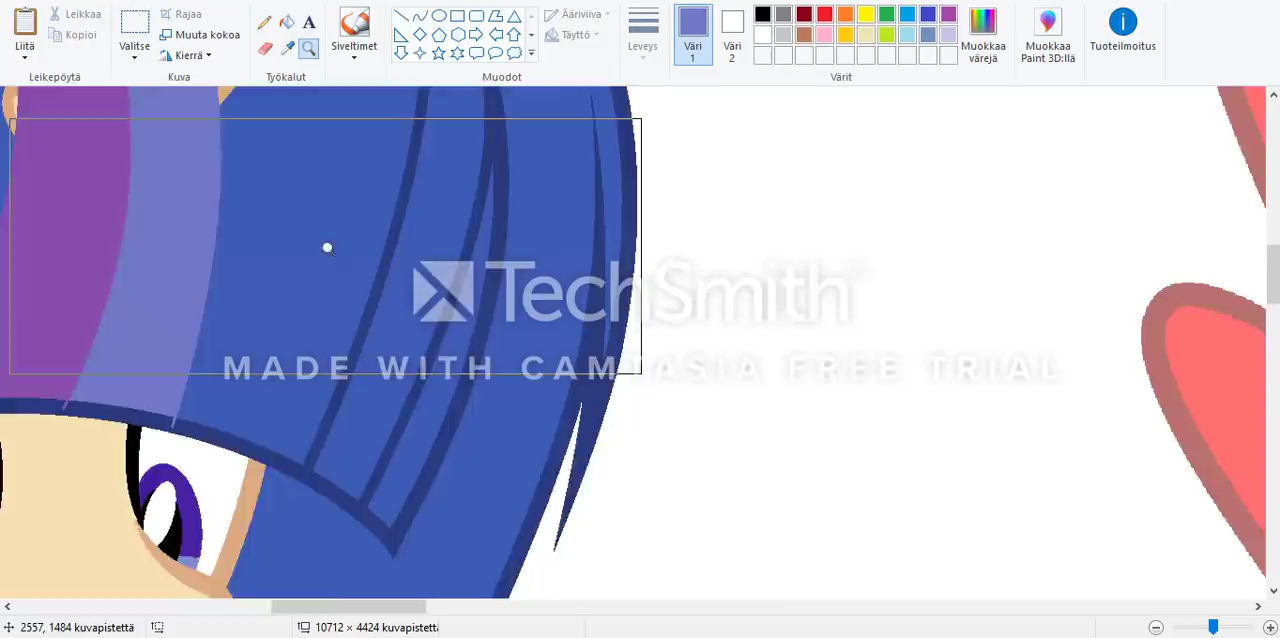 Liitä
Leikkaa
Kopioi
Leikepöytä
Valitse
Rajaa
Muuta kokoa
Kierrä
Kuva
A
Työkalut
Siveltimet
Ääriviiva
Täyttö
Muodot
Leveys
Väri 1
Väri 2
Värit
Muokkaa värejä
Muokkaa Paint 3D:llä
Tuoteilmoitus
TechSmith
MADE WITH CAMTASIA FREE TRIAL
2557, 1484 kuvapistettä
10712 × 4424 kuvapistettä